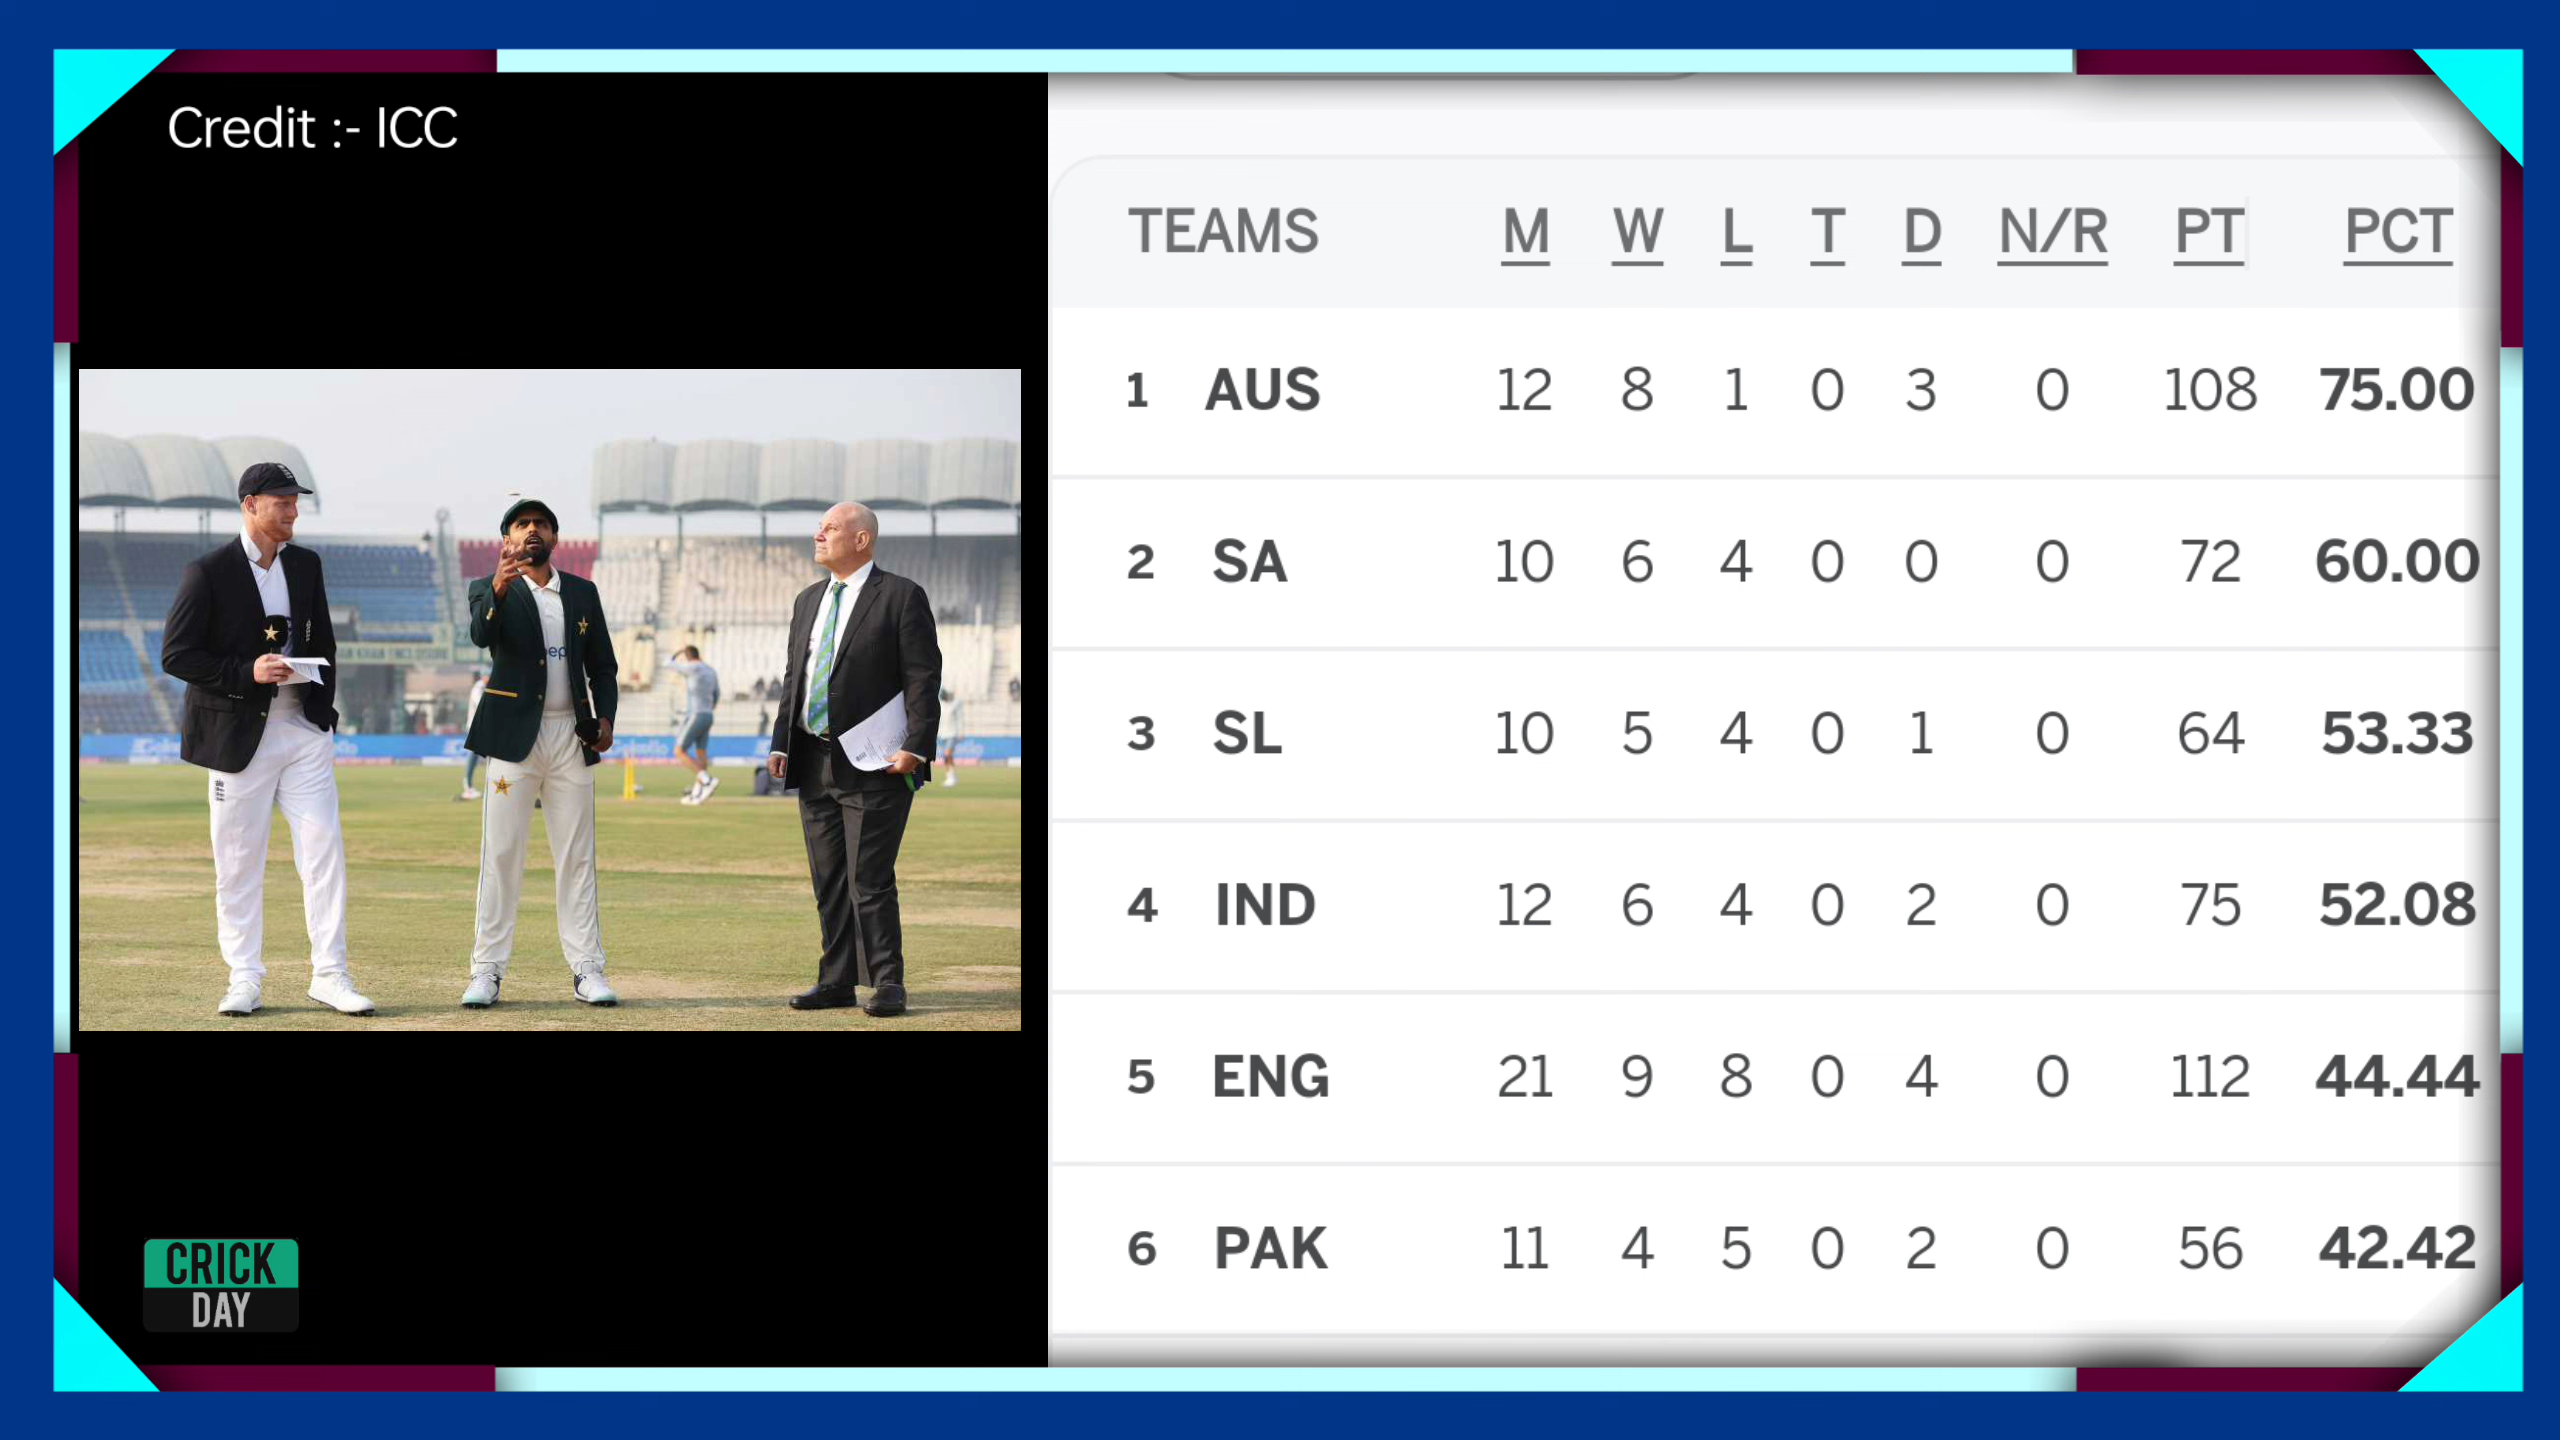 Credit :- ICC
TEAMS M W L T D N/R PT PCT
1 AUS 12 8 1 0 3 0 108 75.00
2 SA 10 6 4 0 0 0 72 60.00
3 SL 10 5 4 0 1 0 64 53.33
4 IND 12 6 4 0 2 0 75 52.08
5 ENG 21 9 8 0 4 0 112 44.44
6 PAK 11 4 5 0 2 0 56 42.42
CRICK
DAY